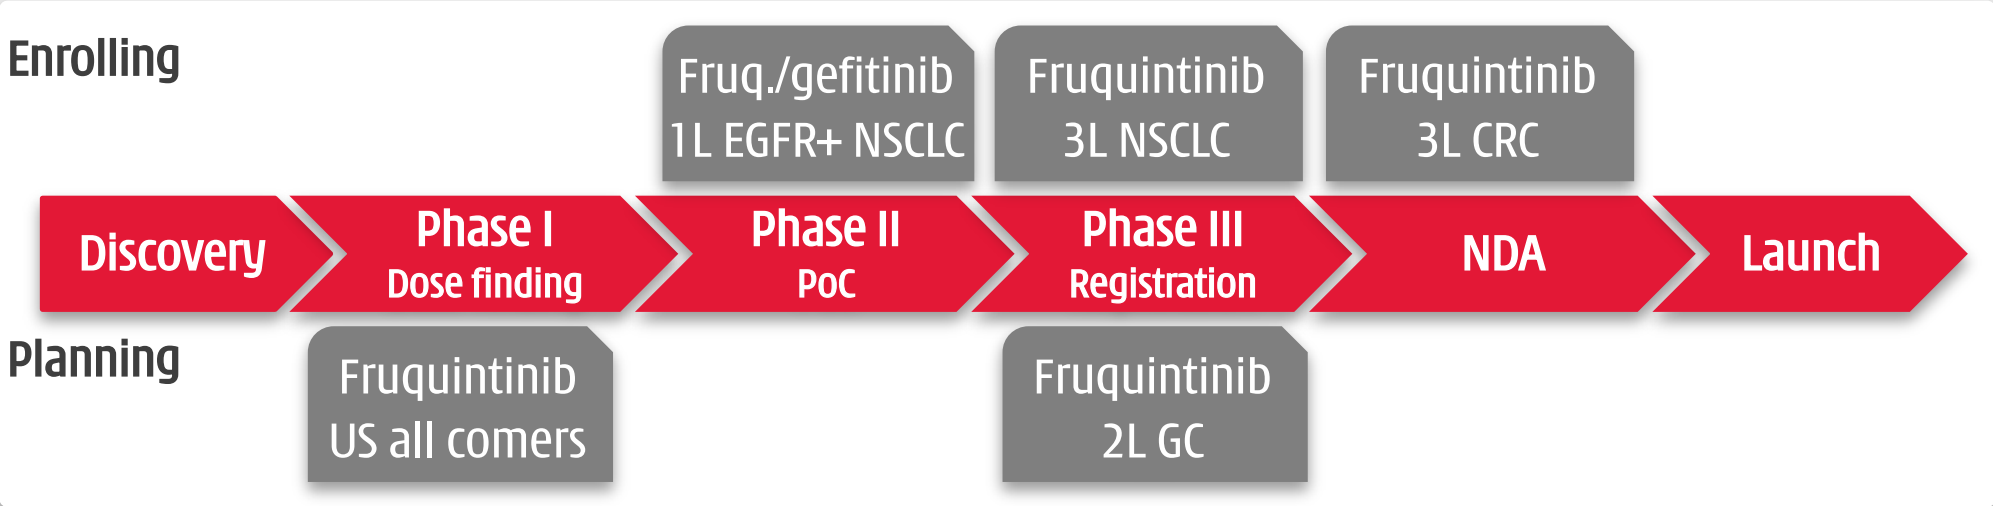 Enrolling
Fruq./gefitinib
1L EGFR+ NSCLC
Fruquintinib
3L NSCLC
Fruquintinib
3L CRC
Discovery
Phase I
Dose finding
Phase II
PoC
Phase III
Registration
NDA
Launch
Planning
Fruquintinib
US all comers
Fruquintinib
2L GC